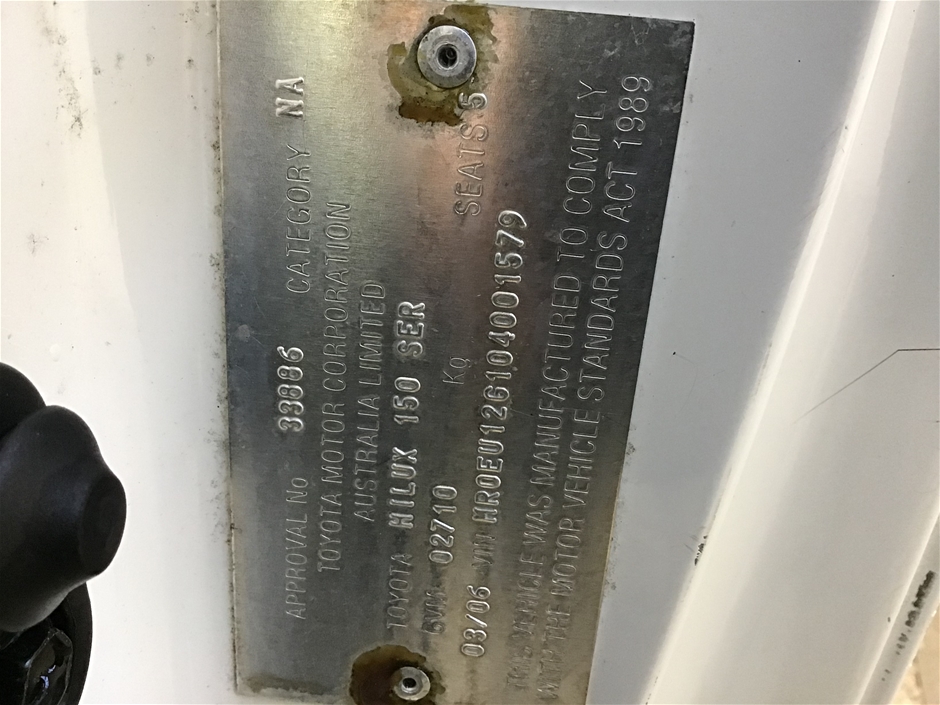 APPROVAL No 33886 CATEGORY NA
TOYOTA MOTOR CORPORATION
AUSTRALIA LIMITED
TOYOTA HILUX 150 SER
GVM 02710 Kg SEATS 5
03/06 VIN MR0EU12G104001579
THIS VEHICLE WAS MANUFACTURED TO COMPLY
WITH THE MOTOR VEHICLE STANDARDS ACT 1989